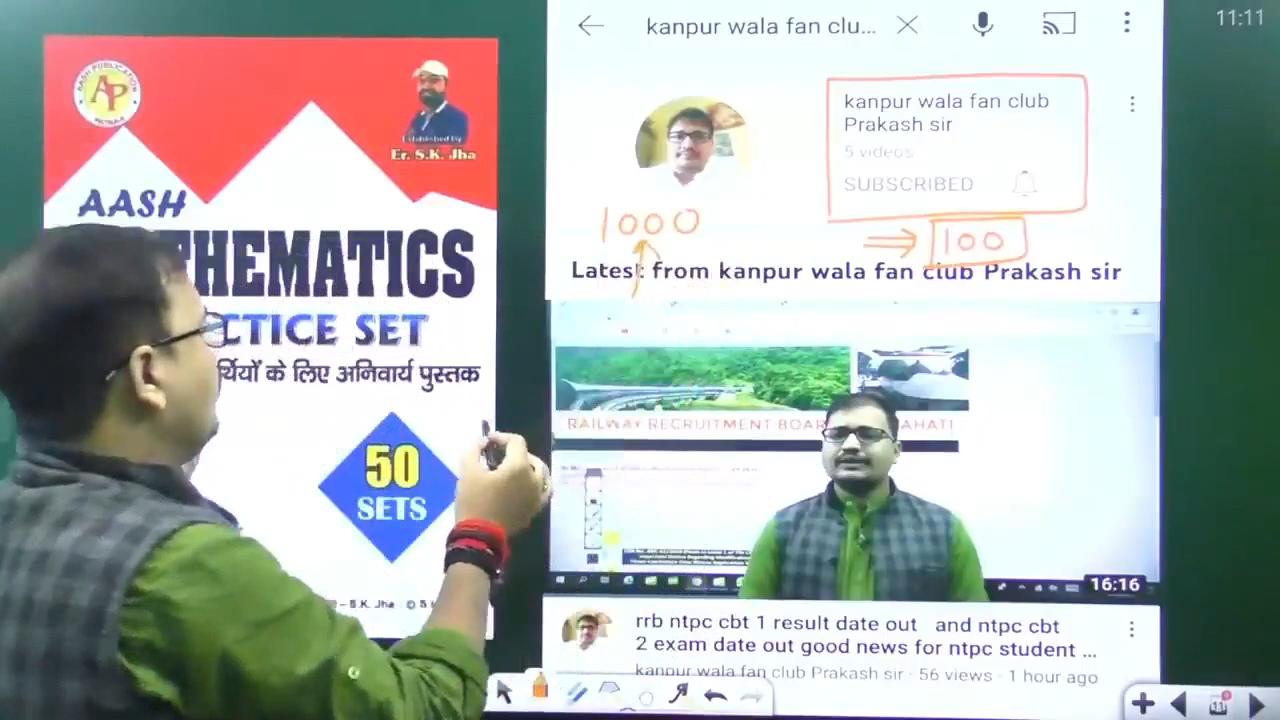 11:11
AASH PUBLICATION
AP
Established by
Er. S.K. Jha
AASH
THEMATICS
CTICE SET
के लिए अनिवार्य पुस्तक
50
SETS
- S.K. Jha
kanpur wala fan clu...
kanpur wala fan club
Prakash sir
5 videos
SUBSCRIBED
1000
100
Latest from kanpur wala fan club Prakash sir
RAILWAY RECRUITMENT BOAR AHATI
16:16
rrb ntpc cbt 1 result date out and ntpc cbt
2 exam date out good news for ntpc student ...
kanpur wala fan club Prakash sir · 56 views · 1 hour ago
11